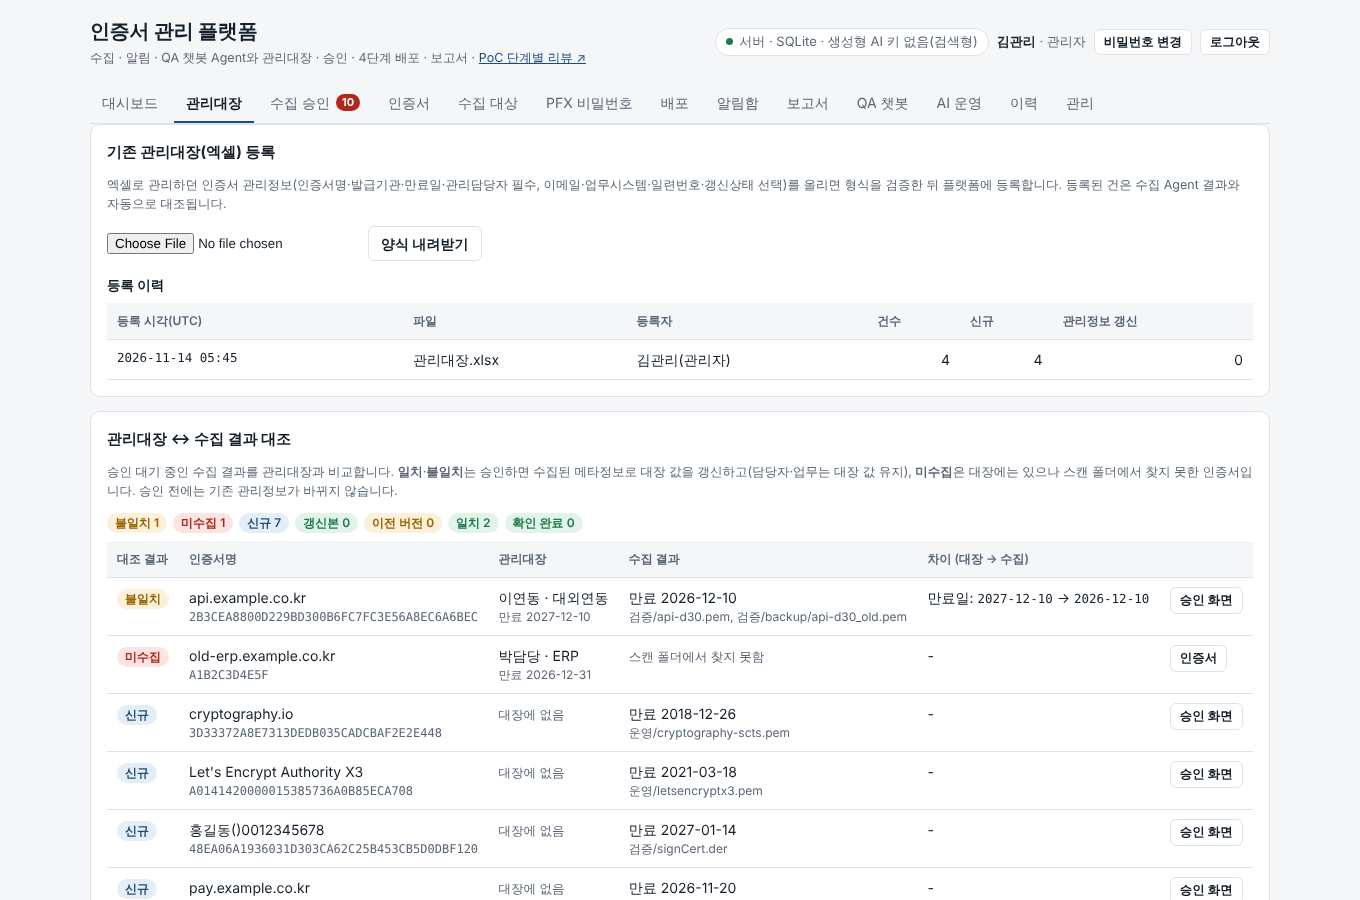 인증서 관리 플랫폼
수집 · 알림 · QA 챗봇 Agent와 관리대장 · 승인 · 4단계 배포 · 보고서 · PoC 단계별 리뷰 ↗
서버 · SQLite · 생성형 AI 키 없음(검색형) 김관리 · 관리자 비밀번호 변경 로그아웃
대시보드 관리대장 수집 승인 10 인증서 수집 대상 PFX 비밀번호 배포 알림함 보고서 QA 챗봇 AI 운영 이력 관리
기존 관리대장(엑셀) 등록
엑셀로 관리하던 인증서 관리정보(인증서명·발급기관·만료일·관리담당자 필수, 이메일·업무시스템·일련번호·갱신상태 선택)를 올리면 형식을 검증한 뒤 플랫폼에 등록합니다. 등록된 건은 수집 Agent 결과와
자동으로 대조됩니다.
Choose File No file chosen 양식 내려받기
등록 이력
등록 시각(UTC) 파일 등록자 건수 신규 관리정보 갱신
2026-11-14 05:45 관리대장.xlsx 김관리(관리자) 4 4 0
관리대장 ↔ 수집 결과 대조
승인 대기 중인 수집 결과를 관리대장과 비교합니다. 일치·불일치는 승인하면 수집된 메타정보로 대장 값을 갱신하고(담당자·업무는 대장 값 유지), 미수집은 대장에는 있으나 스캔 폴더에서 찾지 못한 인증서입
니다. 승인 전에는 기존 관리정보가 바뀌지 않습니다.
불일치 1 미수집 1 신규 7 갱신본 0 이전 버전 0 일치 2 확인 완료 0
대조 결과 인증서명 관리대장 수집 결과 차이 (대장 → 수집)
불일치 api.example.co.kr 이연동 · 대외연동 만료 2026-12-10 만료일: 2027-12-10 → 2026-12-10 승인 화면
2B3CEA8800D229BD300B6FC7FC3E56A8EC6A6BEC 만료 2027-12-10 검증/api-d30.pem, 검증/backup/api-d30_old.pem
미수집 old-erp.example.co.kr 박담당 · ERP 스캔 폴더에서 찾지 못함 - 인증서
A1B2C3D4E5F 만료 2026-12-31
신규 cryptography.io 대장에 없음 만료 2018-12-26 - 승인 화면
3D33372A8E7313DEDB035CADCBAF2E2E448 운영/cryptography-scts.pem
신규 Let's Encrypt Authority X3 대장에 없음 만료 2021-03-18 - 승인 화면
A0141420000015385736A0B85ECA708 운영/letsencryptx3.pem
신규 홍길동()0012345678 대장에 없음 만료 2027-01-14 - 승인 화면
48EA06A1936031D303CA62C25B453CB5D0DBF120 검증/signCert.der
신규 pay.example.co.kr 대장에 없음 만료 2026-11-20 - 승인 화면